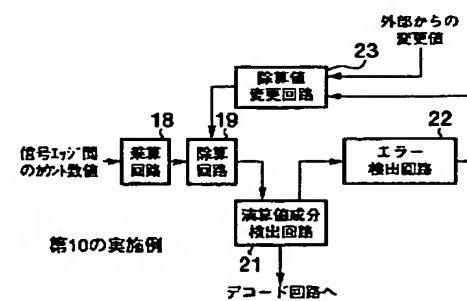 外部からの
変更値
23
除算値
変更回路
18
19
22
信号エッジ間
のカウント数値
乗算
回路
除算
回路
エラー
検出回路
演算値成分
検出回路
第10の実施例
21
デコード回路へ